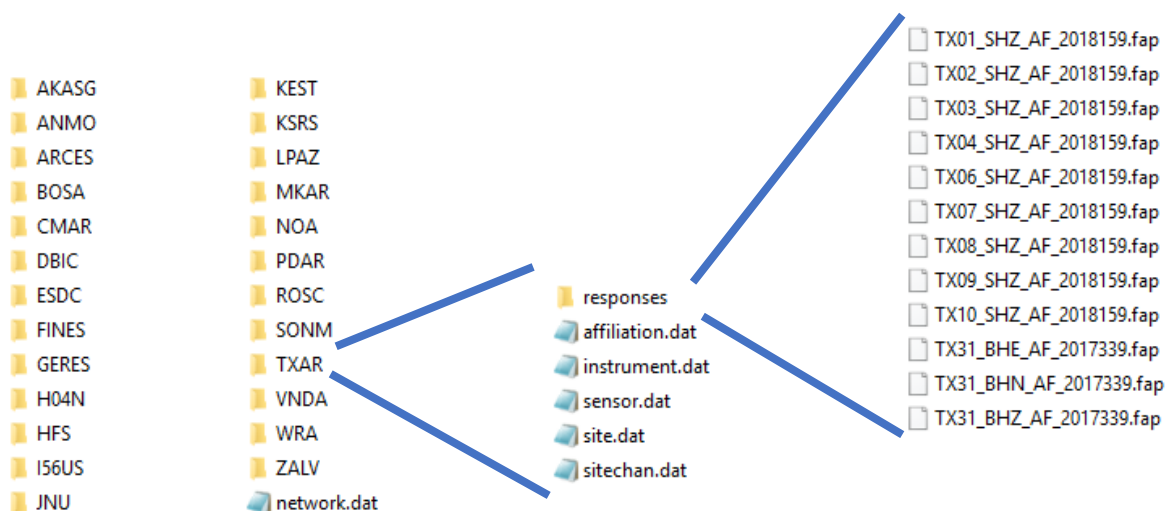 AKASG
ANMO
ARCES
BOSA
CMAR
DBIC
ESDC
FINES
GERES
H04N
HFS
I56US
JNU
KEST
KSRS
LPAZ
MKAR
NOA
PDAR
ROSC
SONM
TXAR
VNDA
WRA
ZALV
network.dat
responses
affiliation.dat
instrument.dat
sensor.dat
site.dat
sitechan.dat
TX01_SHZ_AF_2018159.fap
TX02_SHZ_AF_2018159.fap
TX03_SHZ_AF_2018159.fap
TX04_SHZ_AF_2018159.fap
TX06_SHZ_AF_2018159.fap
TX07_SHZ_AF_2018159.fap
TX08_SHZ_AF_2018159.fap
TX09_SHZ_AF_2018159.fap
TX10_SHZ_AF_2018159.fap
TX31_BHE_AF_2017339.fap
TX31_BHN_AF_2017339.fap
TX31_BHZ_AF_2017339.fap